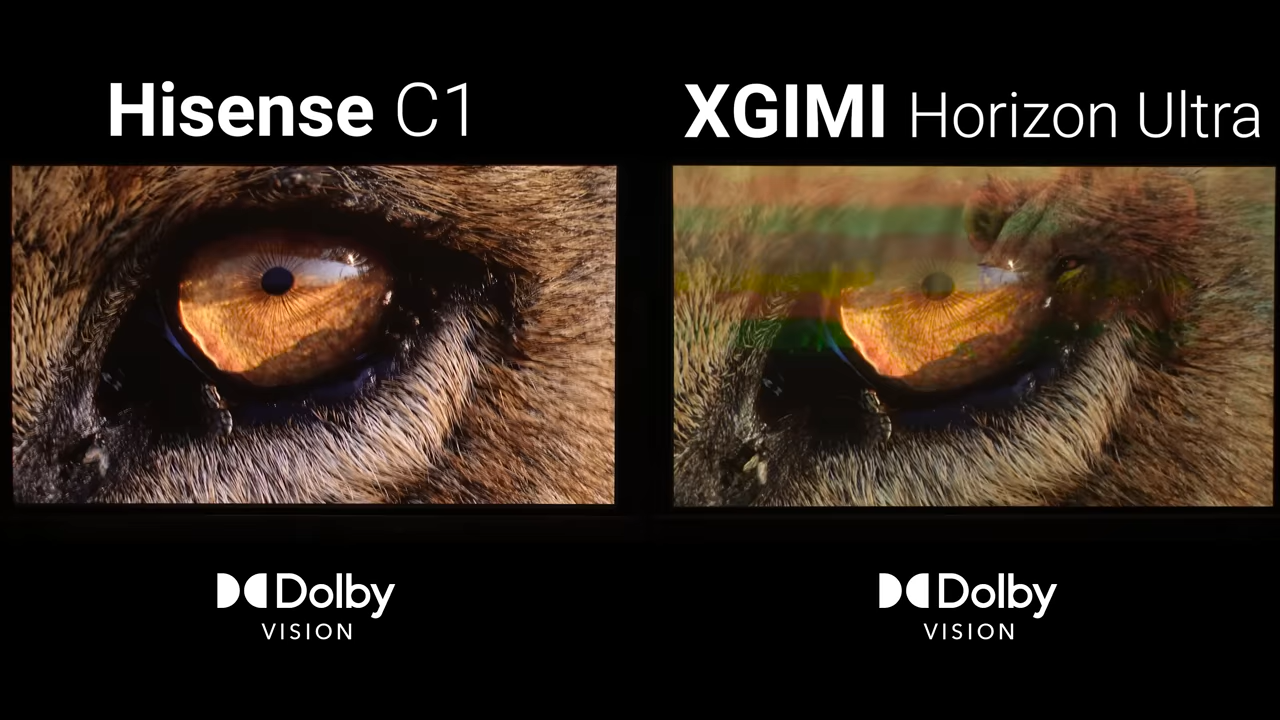 Hisense C1
XGIMI Horizon Ultra
Dolby
VISION
Dolby
VISION